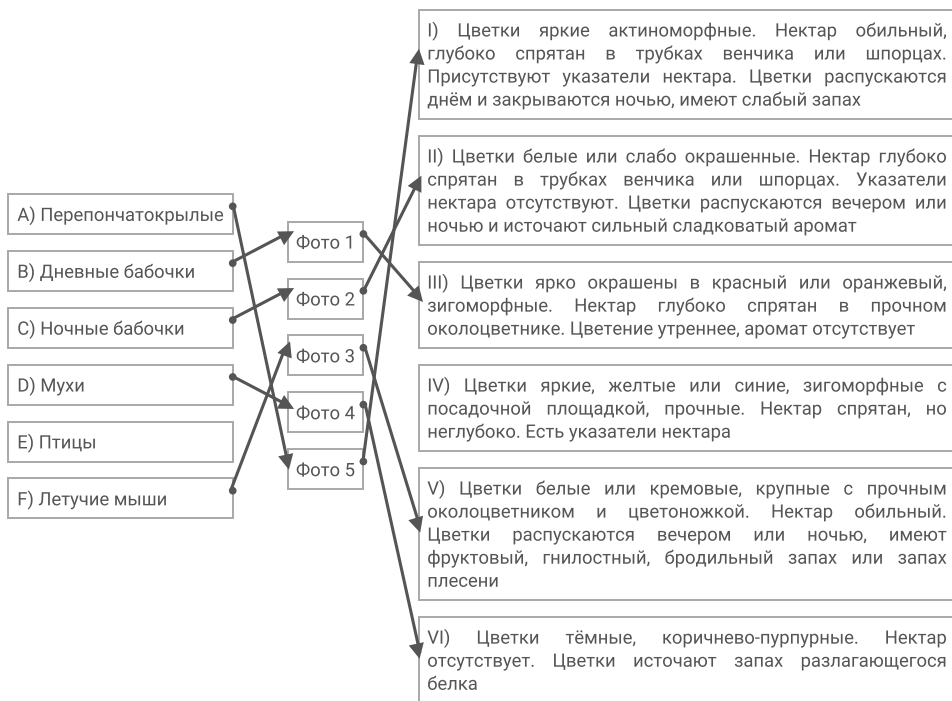 A) Перепончатокрылые
B) Дневные бабочки
C) Ночные бабочки
D) Мухи
E) Птицы
F) Летучие мыши
Фото 1
Фото 2
Фото 3
Фото 4
Фото 5
I) Цветки яркие актиноморфные. Нектар обильный,
глубоко спрятан в трубках венчика или шпорцах.
Присутствуют указатели нектара. Цветки распускаются
днём и закрываются ночью, имеют слабый запах
II) Цветки белые или слабо окрашенные. Нектар глубоко
спрятан в трубках венчика или шпорцах. Указатели
нектара отсутствуют. Цветки распускаются вечером или
ночью и источают сильный сладковатый аромат
III) Цветки ярко окрашены в красный или оранжевый,
зигоморфные. Нектар глубоко спрятан в прочном
околоцветнике. Цветение утреннее, аромат отсутствует
IV) Цветки яркие, желтые или синие, зигоморфные с
посадочной площадкой, прочные. Нектар спрятан, но
неглубоко. Есть указатели нектара
V) Цветки белые или кремовые, крупные с прочным
околоцветником и цветоножкой. Нектар обильный.
Цветки распускаются вечером или ночью, имеют
фруктовый, гнилостный, бродильный запах или запах
плесени
VI) Цветки тёмные, коричнево-пурпурные. Нектар
отсутствует. Цветки источают запах разлагающегося
белка